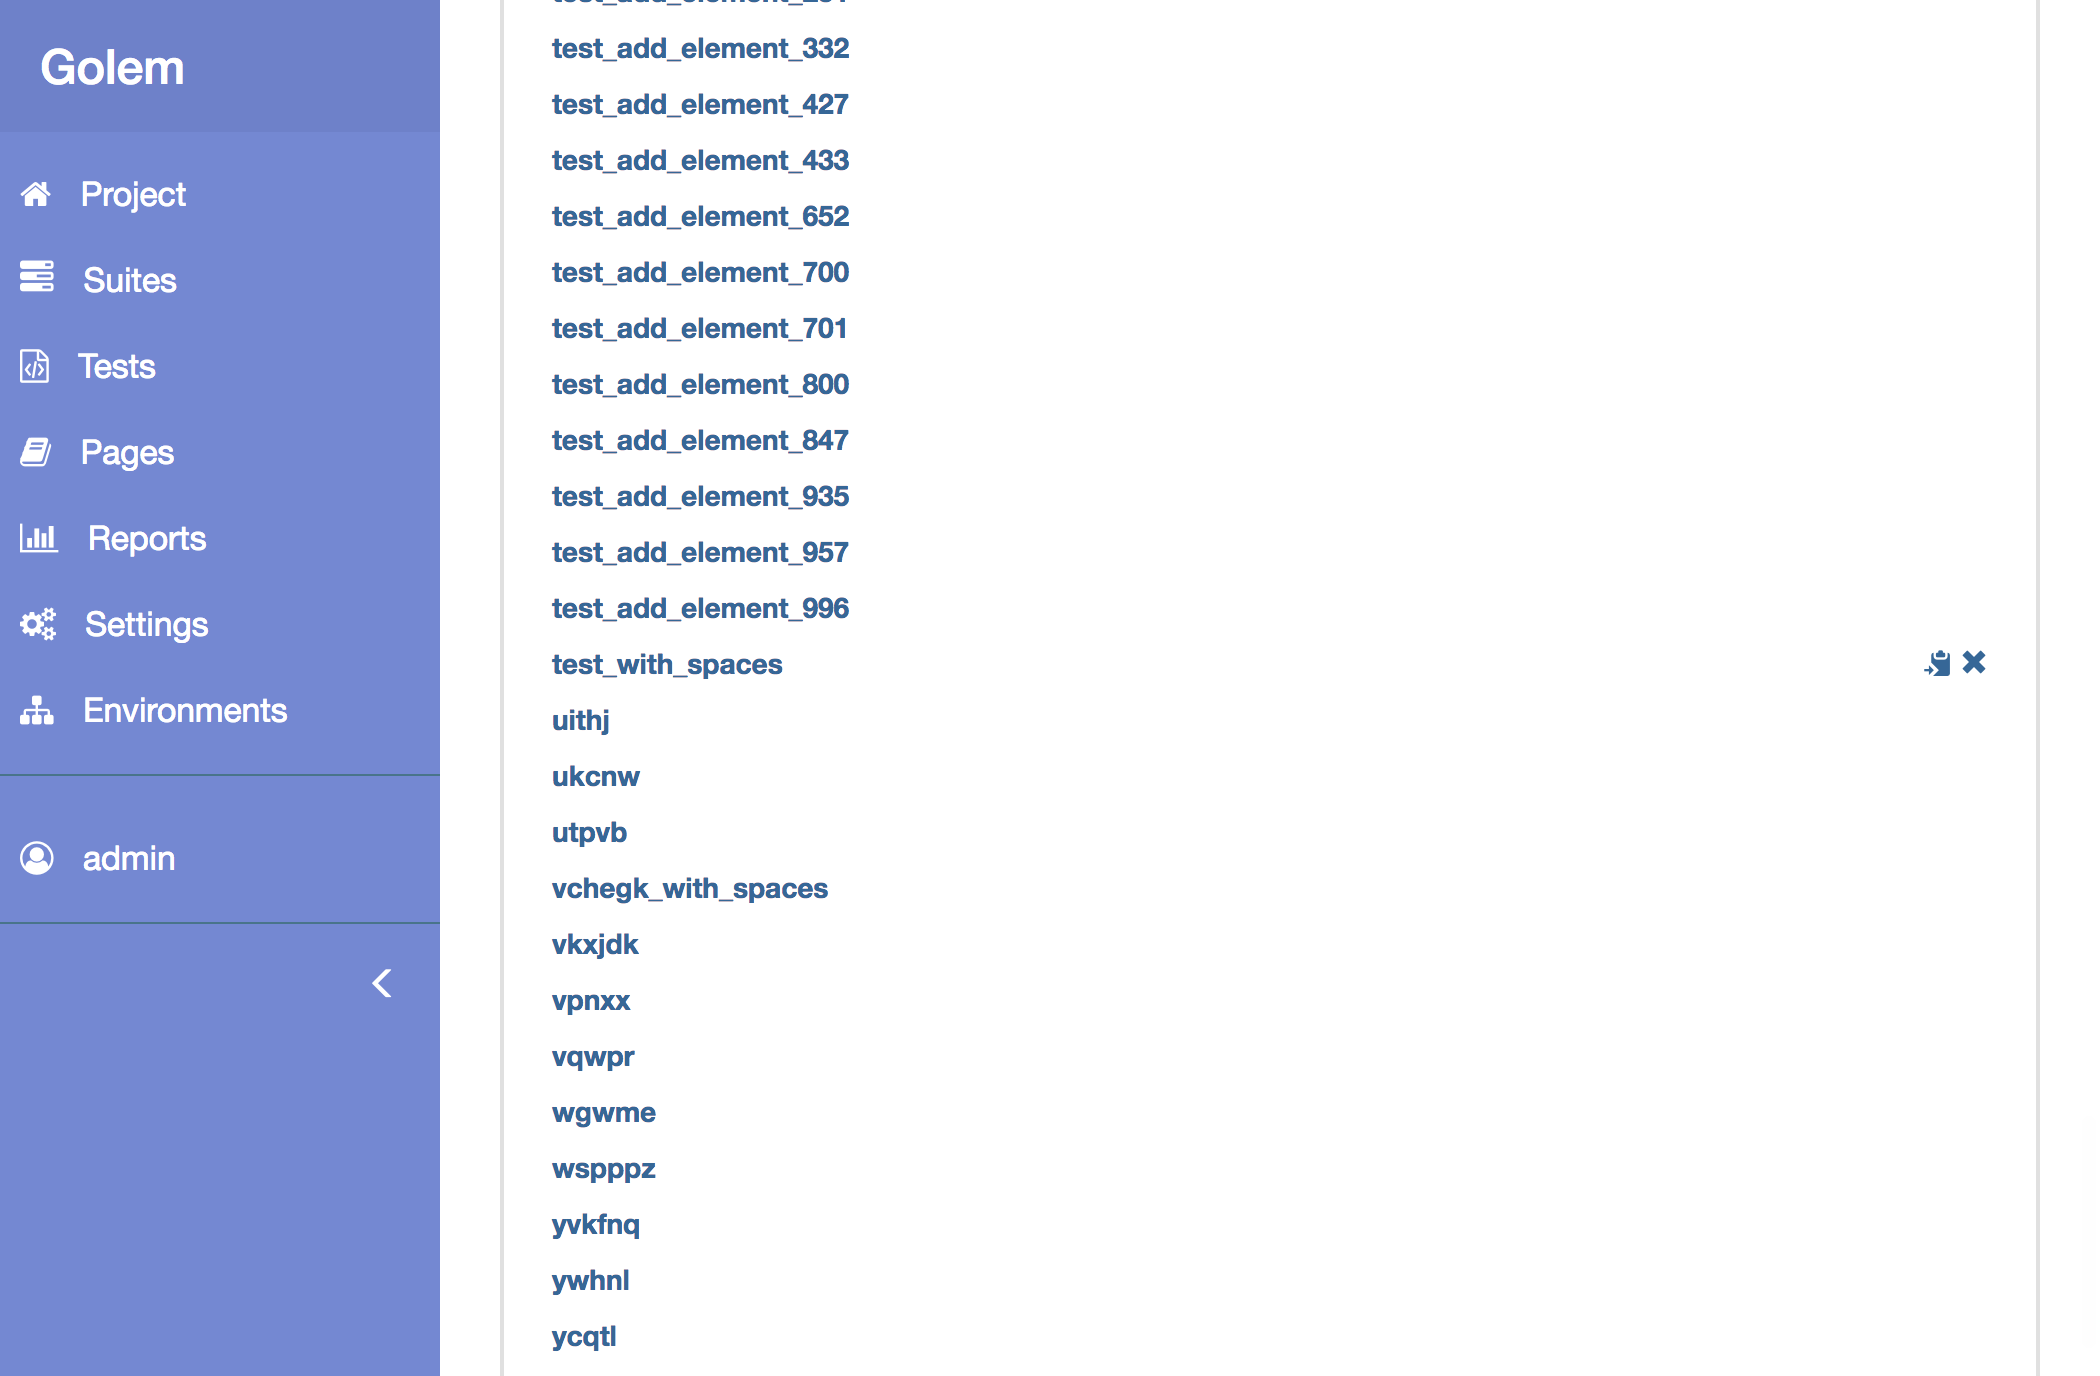 Golem
Project
Suites
Tests
Pages
Reports
Settings
Environments
admin
test_add_element_332
test_add_element_427
test_add_element_433
test_add_element_652
test_add_element_700
test_add_element_701
test_add_element_800
test_add_element_847
test_add_element_935
test_add_element_957
test_add_element_996
test_with_spaces
uithj
ukcnw
utpvb
vchegk_with_spaces
vkxjdk
vpnxx
vqwpr
wgwme
wspppz
yvkfnq
ywhnl
ycqtl